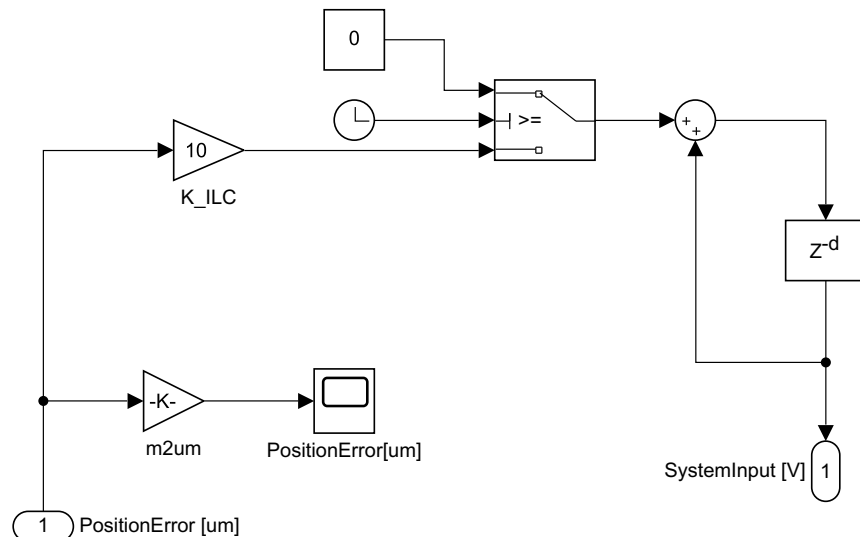 0
>=
+
+
10
K_ILC
Z-d
-K-
m2um
PositionError[um]
SystemInput [V]
1
1
PositionError [um]